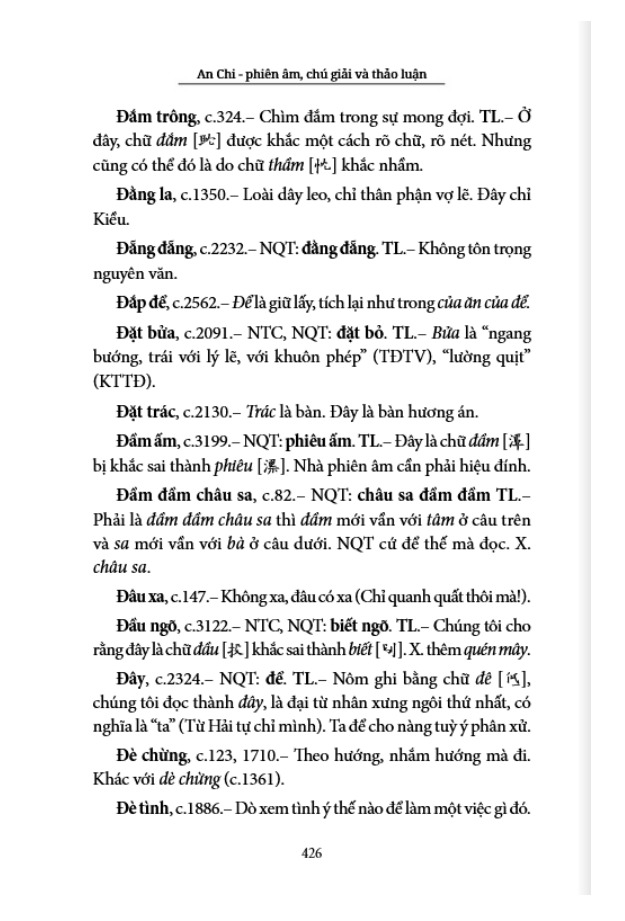 An Chi - phiên âm, chú giải và thảo luận
Đắm trông, c.324.– Chìm đắm trong sự mong đợi. TL.– Ở
đây, chữ đắm [] được khắc một cách rõ chữ, rõ nét. Nhưng
cũng có thể đó là do chữ thầm [忱] khắc nhầm.
Đằng la, c.1350.– Loài dây leo, chỉ thân phận vợ lẽ. Đây chỉ
Kiều.
Đẵng đẵng, c.2232.– NQT: đằng đẵng. TL.– Không tôn trọng
nguyên văn.
Đắp để, c.2562.– Để là giữ lấy, tích lại như trong của ăn của để.
Đặt bửa, c.2091.– NTC, NQT: đặt bỏ. TL.– Bửa là “ngang
bướng, trái với lý lẽ, với khuôn phép” (TĐTV), “lường quịt”
(KTTĐ).
Đặt trác, c.2130.– Trác là bàn. Đây là bàn hương án.
Đầm ấm, c.3199.– NQT: phiêu ấm. TL.– Đây là chữ đầm []
bị khắc sai thành phiêu []. Nhà phiên âm cần phải hiệu đính.
Đầm đầm châu sa, c.82.– NQT: châu sa đầm đầm TL.–
Phải là đầm đầm châu sa thì đầm mới vần với tâm ở câu trên
và sa mới vần với bà ở câu dưới. NQT cứ để thế mà đọc. X.
châu sa.
Đâu xa, c.147.– Không xa, đâu có xa (Chỉ quanh quất thôi mà!).
Đầu ngõ, c.3122.– NTC, NQT: biết ngõ. TL.– Chúng tôi cho
rằng đây là chữ đầu [] khắc sai thành biết []. X. thêm quén mây.
Đây, c.2324.– NQT: để. TL.– Nôm ghi bằng chữ đê [],
chúng tôi đọc thành đây, là đại từ nhân xưng ngôi thứ nhất, có
nghĩa là “ta” (Từ Hải tự chỉ mình). Ta để cho nàng tuỳ ý phân xử.
Đè chừng, c.123, 1710.– Theo hướng, nhắm hướng mà đi.
Khác với dè chừng (c.1361).
Đè tình, c.1886.– Dò xem tình ý thế nào để làm một việc gì đó.
426